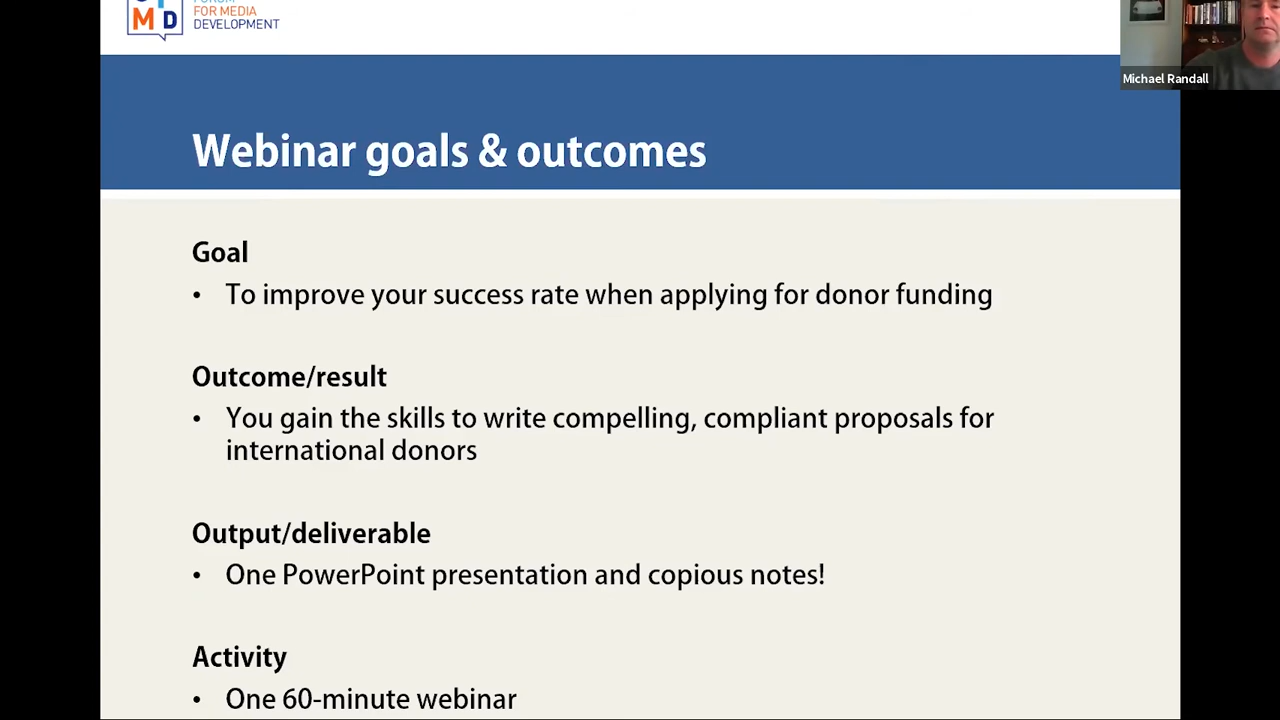 FOR MEDIA
DEVELOPMENT
M D
Michael Randall
Webinar goals & outcomes
Goal
• To improve your success rate when applying for donor funding
Outcome/result
• You gain the skills to write compelling, compliant proposals for
international donors
Output/deliverable
• One PowerPoint presentation and copious notes!
Activity
• One 60-minute webinar